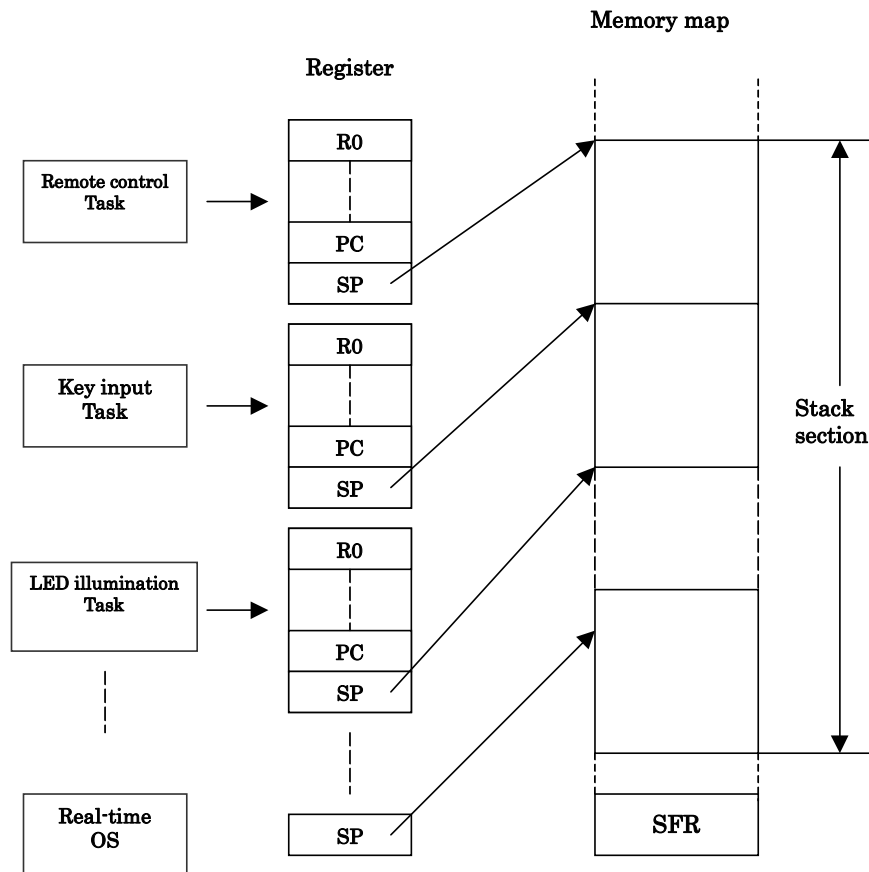 Memory map
Register
Remote control
Task
R0
PC
SP
Key input
Task
R0
PC
SP
Stack
section
LED illumination
Task
R0
PC
SP
Real-time
OS
SP
SFR